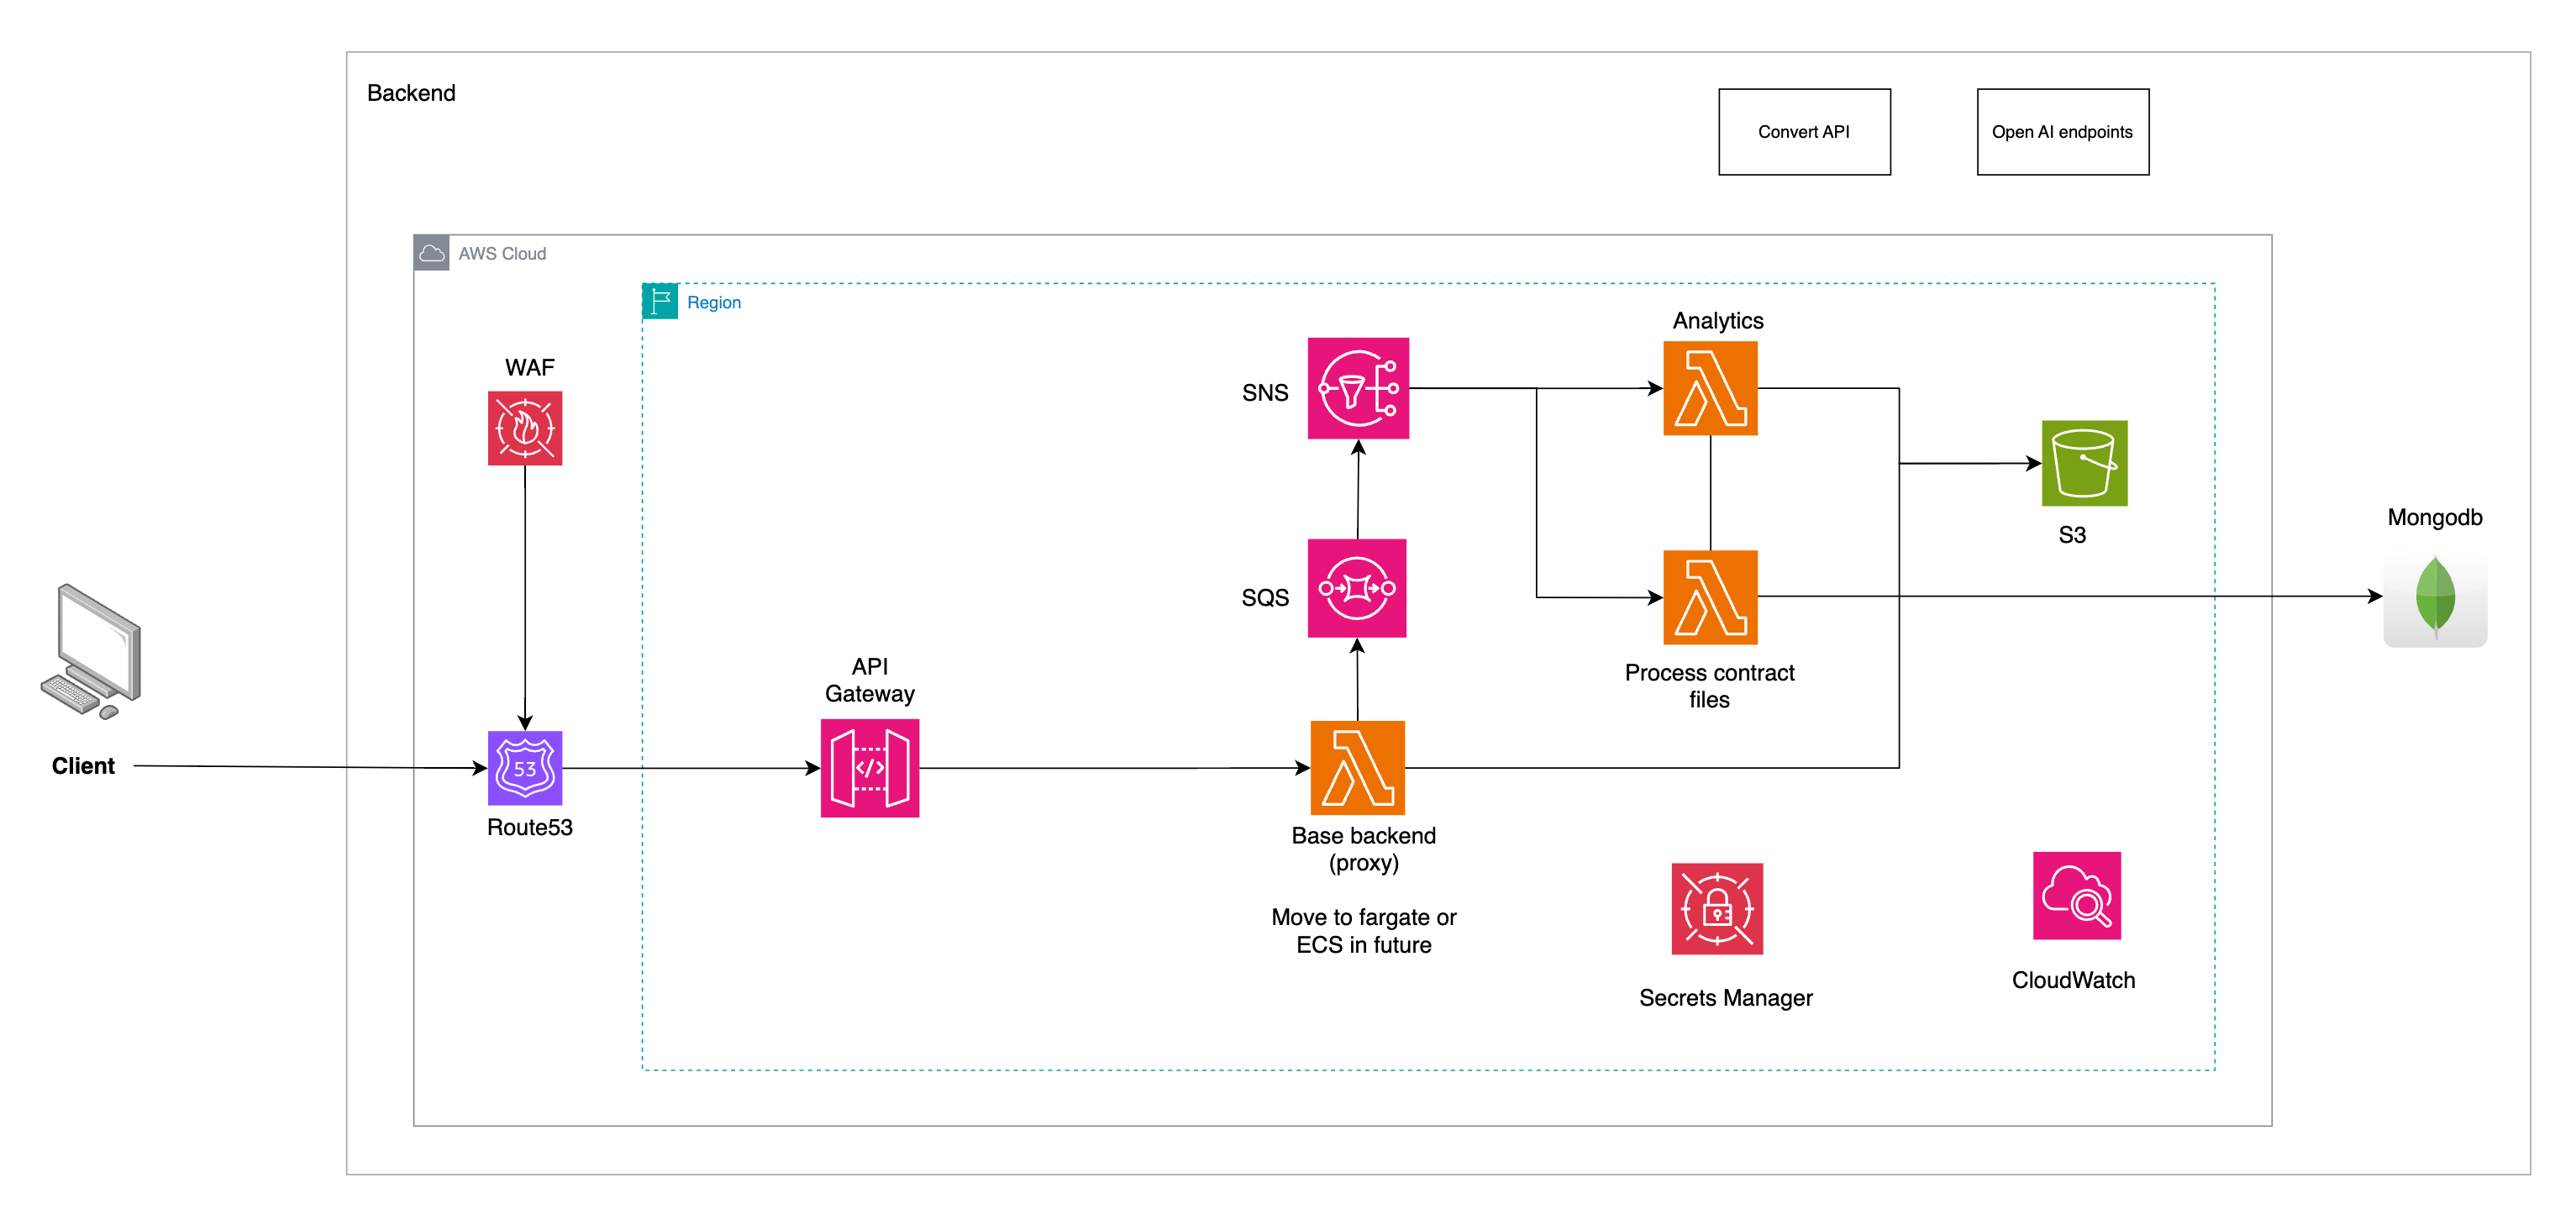 Backend
Convert API
Open AI endpoints
AWS Cloud
Region
Analytics
WAF
SNS
Mongodb
S3
SQS
API
Gateway
Process contract
files
Client
53
Route53
Base backend
(proxy)
Move to fargate or
ECS in future
Secrets Manager
CloudWatch